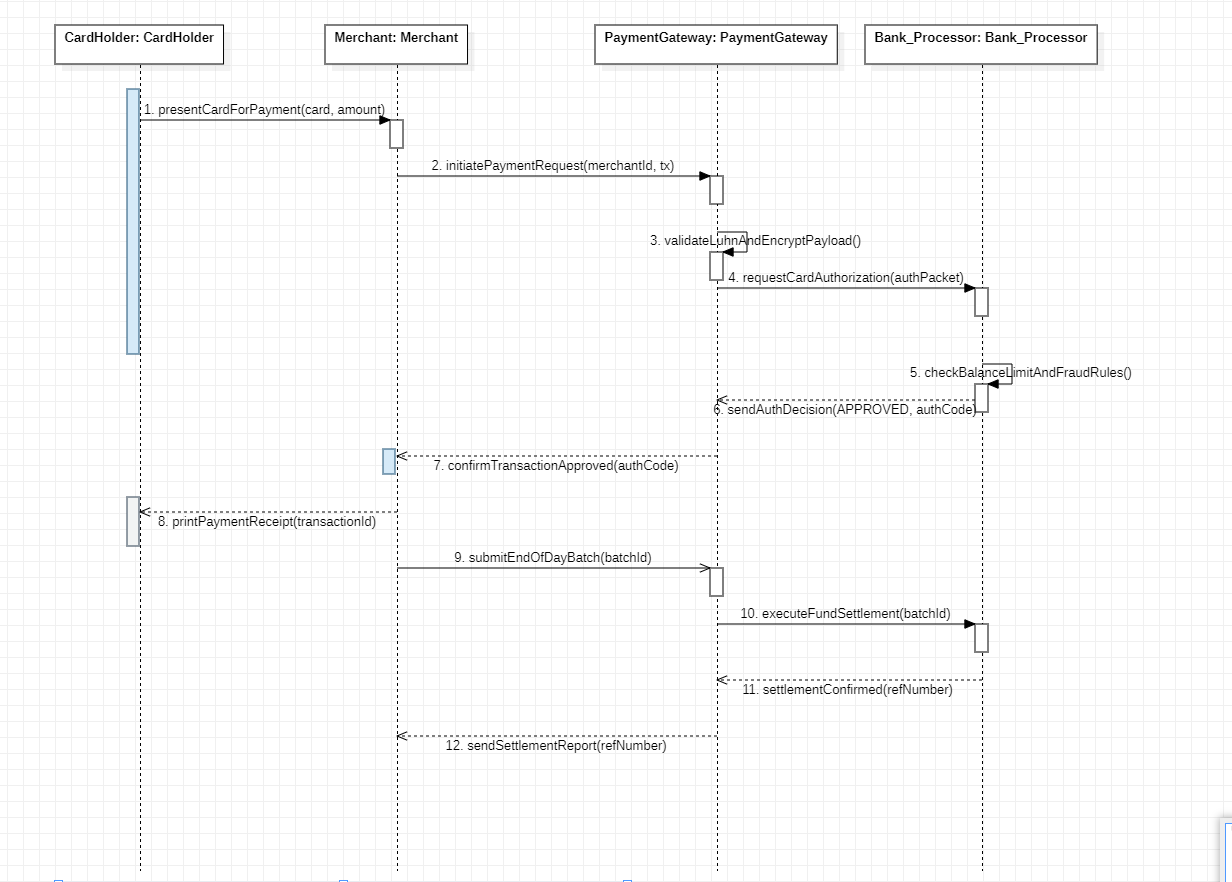 CardHolder: CardHolder
Merchant: Merchant
PaymentGateway: PaymentGateway
Bank_Processor: Bank_Processor
1. presentCardForPayment(card, amount)
2. initiatePaymentRequest(merchantId, tx)
3. validateLuhnAndEncryptPayload()
4. requestCardAuthorization(authPacket)
5. checkBalanceLimitAndFraudRules()
6. sendAuthDecision(APPROVED, authCode)
7. confirmTransactionApproved(authCode)
8. printPaymentReceipt(transactionId)
9. submitEndOfDayBatch(batchId)
10. executeFundSettlement(batchId)
11. settlementConfirmed(refNumber)
12. sendSettlementReport(refNumber)